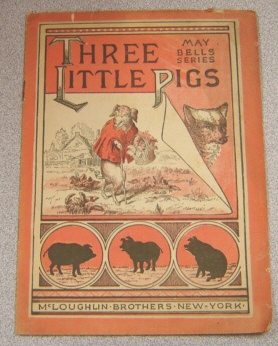 THREE
MAY
BELLS
SERIES
LITTLE PIGS
McLOUGHLIN·BROTHERS·NEW·YORK·